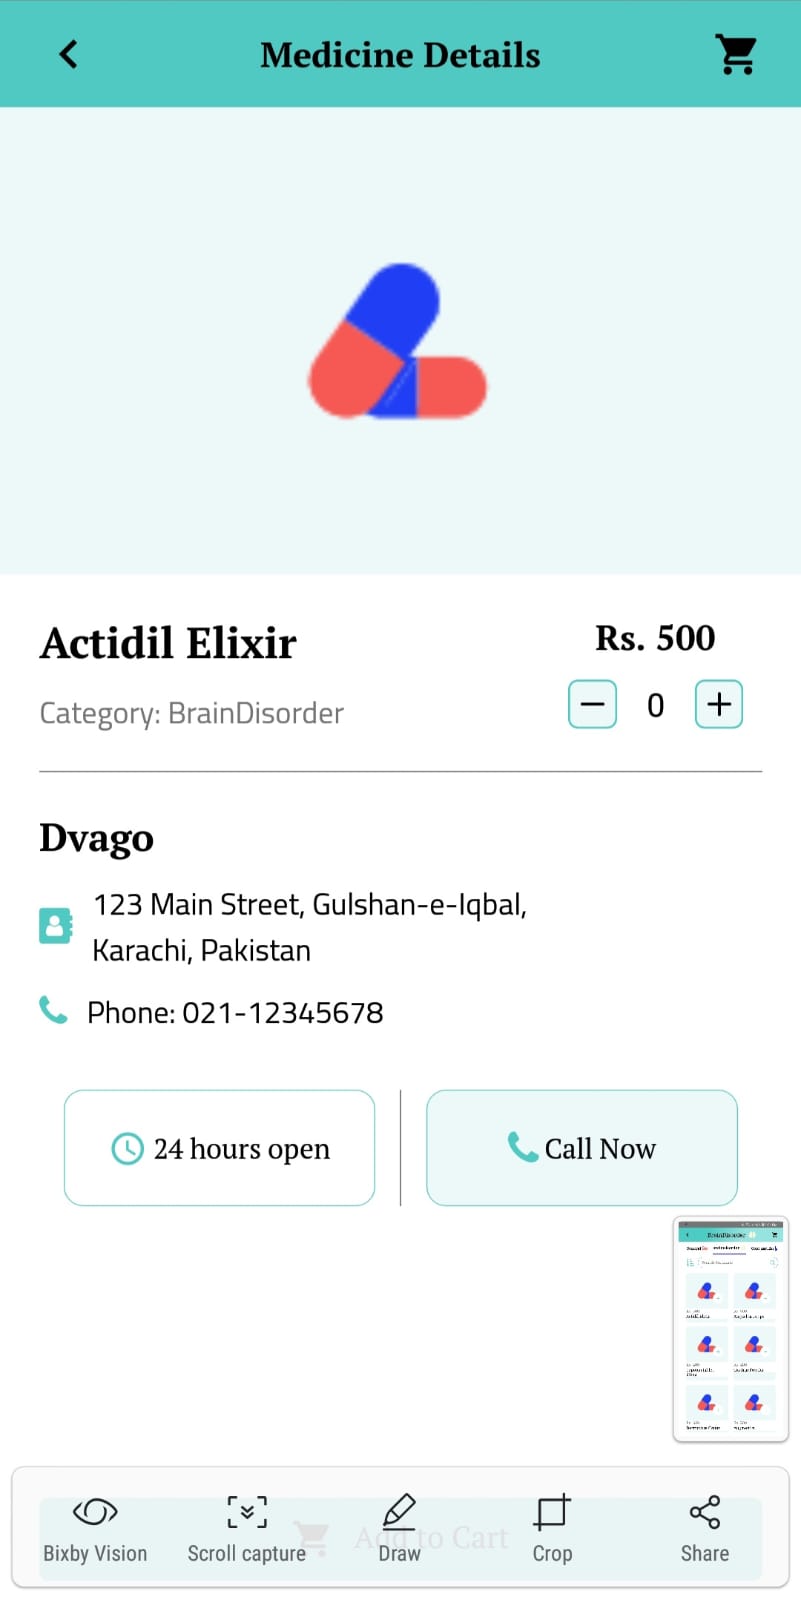 Medicine Details
Actidil Elixir
Rs. 500
Category: BrainDisorder
0
Dvago
123 Main Street, Gulshan-e-Iqbal,
Karachi, Pakistan
Phone: 021-12345678
24 hours open
Call Now
BrainDisorder
Add to Cart
Bixby Vision
Scroll capture
Draw
Crop
Share